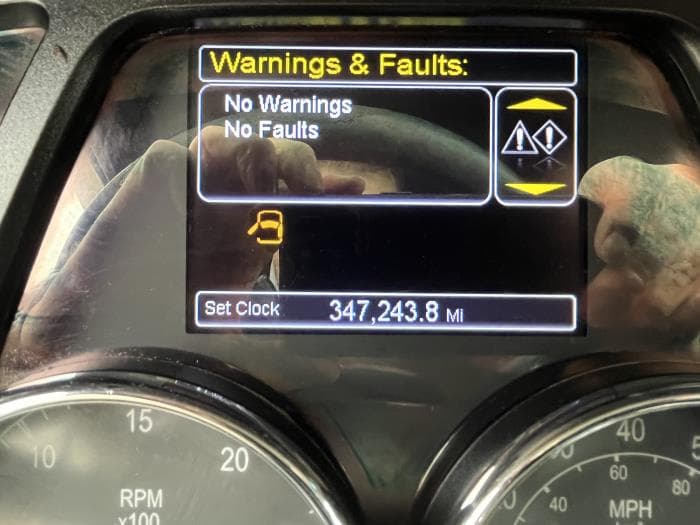 Warnings & Faults:
No Warnings
No Faults
Set Clock 347,243.8 MI
10 15 20
RPM
x100
40
60
40 80
MPH